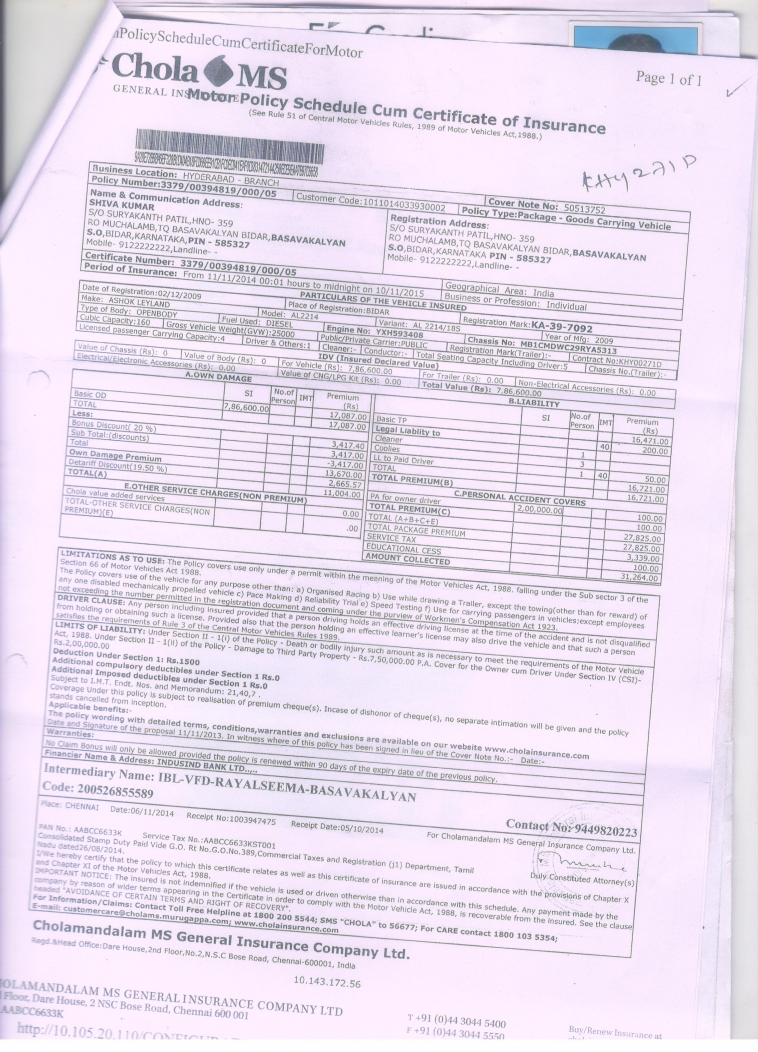 PolicyScheduleCumCertificateForMotor
Page 1 of 1
Chola MS
GENERAL INS
Motor Policy Schedule Cum Certificate of Insurance
(See Rule 51 of Central Motor Vehicles Rules, 1989 of Motor Vehicles Act,1988.)
KHY 271 D
Business Location: HYDERABAD - BRANCH
Cover Note No: 50513752
Policy Number:3379/00394819/000/05
Customer Code:1011014033930002
Policy Type:Package - Goods Carrying Vehicle
Name & Communication Address:
SHIVA KUMAR
S/O SURYAKANTH PATIL,HNO- 359
RO MUCHALAMB,TQ BASAVAKALYAN BIDAR,BASAVAKALYAN
S.O,BIDAR,KARNATAKA,PIN - 585327
Mobile- 9122222222,Landline- -
Registration Address:
S/O SURYAKANTH PATIL,HNO- 359
RO MUCHALAMB,TQ BASAVAKALYAN BIDAR,BASAVAKALYAN
S.O,BIDAR,KARNATAKA PIN - 585327
Mobile- 9122222222,Landline- -
Certificate Number: 3379/00394819/000/05
Geographical Area: India
Period of Insurance: From 11/11/2014 00:01 hours to midnight on 10/11/2015
Business or Profession: Individual
PARTICULARS OF THE VEHICLE INSURED
Date of Registration:02/12/2009
Place of Registration:BIDAR
Registration Mark:KA-39-7092
Make: ASHOK LEYLAND
Model: AL2214
Variant: AL 2214/185
Year of Mfg: 2009
Type of Body: OPENBODY
Fuel Used: DIESEL
Engine No: YXH593408
Chassis No: MB1CMDWC29RYA5313
Cubic Capacity:160
Gross Vehicle Weight(GVW):25000
Public/Private Carrier:PUBLIC
Registration Mark(Trailer):-
Contract No:KHY00271D
Licensed passenger Carrying Capacity:4
Driver & Others:1
Cleaner:-
Conductor:-
Total Seating Capacity Including Driver:5
Chassis No.(Trailer):-
IDV (Insured Declared Value)
Value of Chassis (Rs): 0
Value of Body (Rs): 0
For Vehicle (Rs): 7,86,600.00
For Trailer (Rs): 0.00
Non-Electrical Accessories (Rs): 0.00
Electrical/Electronic Accessories (Rs): 0.00
Value of CNG/LPG Kit (Rs): 0.00
Total Value (Rs): 7,86,600.00
A.OWN DAMAGE
SI No.of Person IMT Premium (Rs)
Basic OD 7,86,600.00 17,087.00
TOTAL 17,087.00
Less:
Bonus Discount( 20 %) 3,417.40
Sub Total:(discounts) 3,417.00
Total -3,417.00
Own Damage Premium 13,670.00
Detariff Discount(19.50 %) 2,665.57
TOTAL(A) 11,004.00
E.OTHER SERVICE CHARGES(NON PREMIUM)
Chola value added services 0.00
TOTAL-OTHER SERVICE CHARGES(NON PREMIUM)(E) .00
B.LIABILITY
SI No.of Person IMT Premium (Rs)
Basic TP 16,471.00
Legal Liablity to 40 200.00
Cleaner 1
Coolies 3
LL to Paid Driver 1 40 50.00
TOTAL 16,721.00
TOTAL PREMIUM(B) 16,721.00
C.PERSONAL ACCIDENT COVERS
PA for owner driver 2,00,000.00 100.00
TOTAL PREMIUM(C) 100.00
TOTAL (A+B+C+E) 27,825.00
TOTAL PACKAGE PREMIUM 27,825.00
SERVICE TAX 3,339.00
EDUCATIONAL CESS 100.00
AMOUNT COLLECTED 31,264.00
LIMITATIONS AS TO USE: The Policy covers use only under a permit within the meaning of the Motor Vehicles Act, 1988. falling under the Sub sector 3 of the
Section 66 of Motor Vehicles Act 1988.
The Policy covers use of the vehicle for any purpose other than: a) Organised Racing b) Use while drawing a Trailer, except the towing(other than for reward) of
any one disabled mechanically propelled vehicle c) Pace Making d) Reliability Trial e) Speed Testing f) Use for carrying passengers in vehicles;except employees
not exceeding the number permitted in the registration document and coming under the purview of Workmen's Compensation Act 1923.
DRIVER CLAUSE: Any person including insured provided that a person driving holds an effective driving license at the time of the accident and is not disqualified
from holding or obtaining such a license. Provided also that the person holding an effective learner's license may also drive the vehicle and that such a person
satisfies the requirements of Rule 3 of the Central Motor Vehicles Rules 1989.
LIMITS OF LIABILITY: Under Section II - 1(i) of the Policy - Death or bodily injury such amount as is necessary to meet the requirements of the Motor Vehicle
Act, 1988. Under Section II - 1(ii) of the Policy - Damage to Third Party Property - Rs.7,50,000.00 P.A. Cover for the Owner cum Driver Under Section IV (CSI)-
Rs.2,00,000.00
Deduction Under Section 1: Rs.1500
Additional compulsory deductibles under Section 1 Rs.0
Additional Imposed deductibles under Section 1 Rs.0
Subject to I.M.T. Endt. Nos. and Memorandum: 21,40,7 .
Coverage Under this policy is subject to realisation of premium cheque(s). Incase of dishonor of cheque(s), no separate intimation will be given and the policy
stands cancelled from inception.
Applicable benefits:-
The policy wording with detailed terms, conditions,warranties and exclusions are available on our website www.cholainsurance.com
Date and Signature of the proposal 11/11/2013. In witness where of this policy has been signed in lieu of the Cover Note No.:- Date:-
Warranties:
No Claim Bonus will only be allowed provided the policy is renewed within 90 days of the expiry date of the previous policy.
Financier Name & Address: INDUSIND BANK LTD.,...
Intermediary Name: IBL-VFD-RAYALSEEMA-BASAVAKALYAN
Code: 200526855589
Contact No: 9449820223
Place: CHENNAI Date:06/11/2014 Receipt No:1003947475 Receipt Date:05/10/2014
For Cholamandalam MS General Insurance Company Ltd.
PAN No.: AABCC6633K Service Tax No.:AABCC6633KST001
Consolidated Stamp Duty Paid Vide G.O. Rt No.G.O.No.389,Commercial Taxes and Registration (j1) Department, Tamil
Nadu dated26/08/2014.
Duly Constituted Attorney(s)
I/We hereby certify that the policy to which this certificate relates as well as this certificate of insurance are issued in accordance with the provisions of Chapter X
and Chapter XI of the Motor Vehicles Act, 1988.
IMPORTANT NOTICE: The insured is not indemnified if the vehicle is used or driven otherwise than in accordance with this schedule. Any payment made by the
company by reason of wider terms appearing in the Certificate in order to comply with the Motor Vehicle Act, 1988, is recoverable from the insured. See the clause
headed "AVOIDANCE OF CERTAIN TERMS AND RIGHT OF RECOVERY".
For Information/Claims: Contact Toll Free Helpline at 1800 200 5544; SMS "CHOLA" to 56677; For CARE contact 1800 103 5354;
E-mail: customercare@cholams.murugappa.com; www.cholainsurance.com
Cholamandalam MS General Insurance Company Ltd.
Regd.&Head Office:Dare House,2nd Floor,No.2,N.S.C Bose Road, Chennai-600001, India
10.143.172.56
OLAMANDALAM MS GENERAL INSURANCE COMPANY LTD
Floor, Dare House, 2 NSC Bose Road, Chennai 600 001
AABCC6633K
T +91 (0)44 3044 5400
F +91 (0)44 3044 5550
Buy/Renew Insurance at
http://10.105.20.110/CONFIGUR